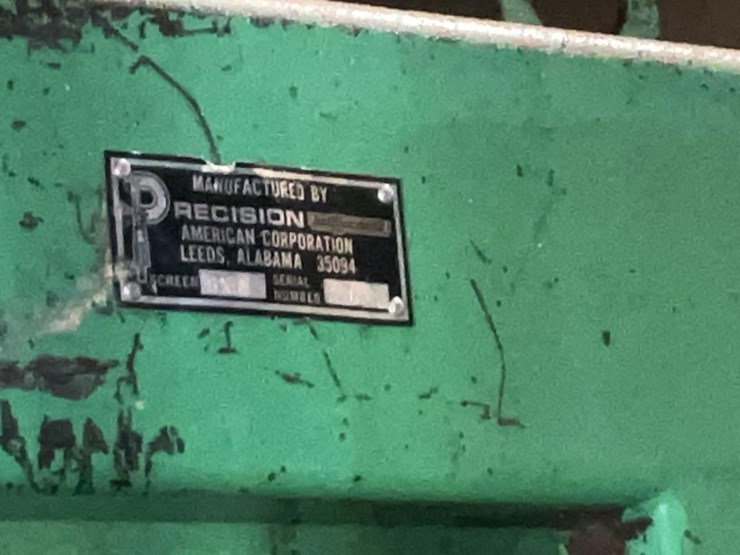 MANUFACTURED BY
PRECISION
AMERICAN CORPORATION
LEEDS, ALABAMA 35094
SCREEN SERIAL
NUMBER